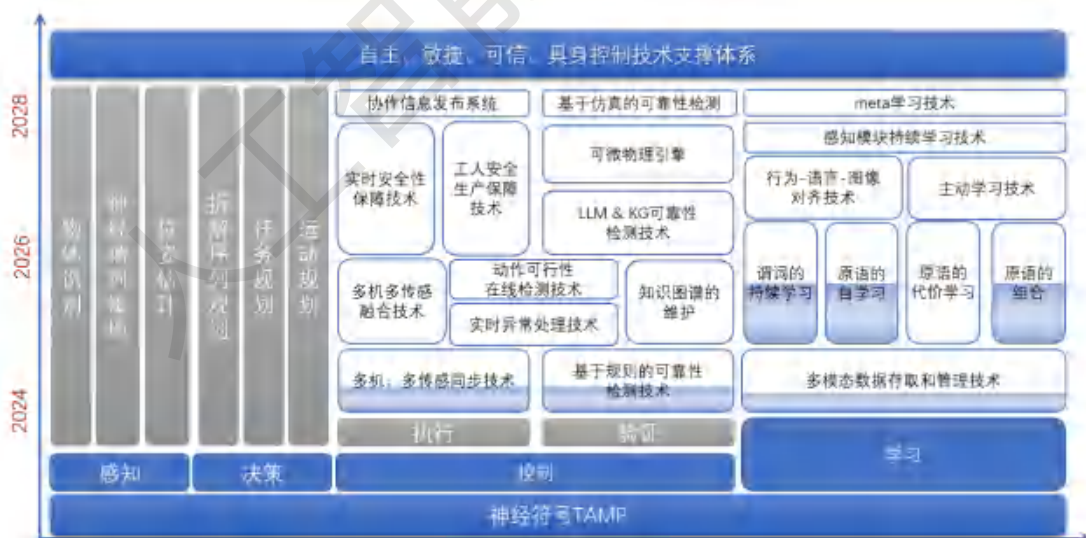 自主、敏捷、可信、具身控制技术支撑体系
2028
2026
2024
物体识别
位姿估计
拆解序列规划
任务规划
运动规划
协作信息发布系统
实时安全性
保障技术
工人安全
生产保障
技术
多机多传感
融合技术
动作可行性
在线检测技术
实时异常处理技术
多机；多传感同步技术
基于仿真的可靠性检测
可微物理引擎
LLM & KG可靠性
检测技术
知识图谱的
维护
基于规则的可靠性
检测技术
meta学习技术
感知模块持续学习技术
行为-语言-图像
对齐技术
主动学习技术
谓词的
持续学习
原语的
自学习
原语的
代价学习
原语的
组合
多模态数据存取和管理技术
执行
验证
感知
决策
控制
学习
神经符号TAMP